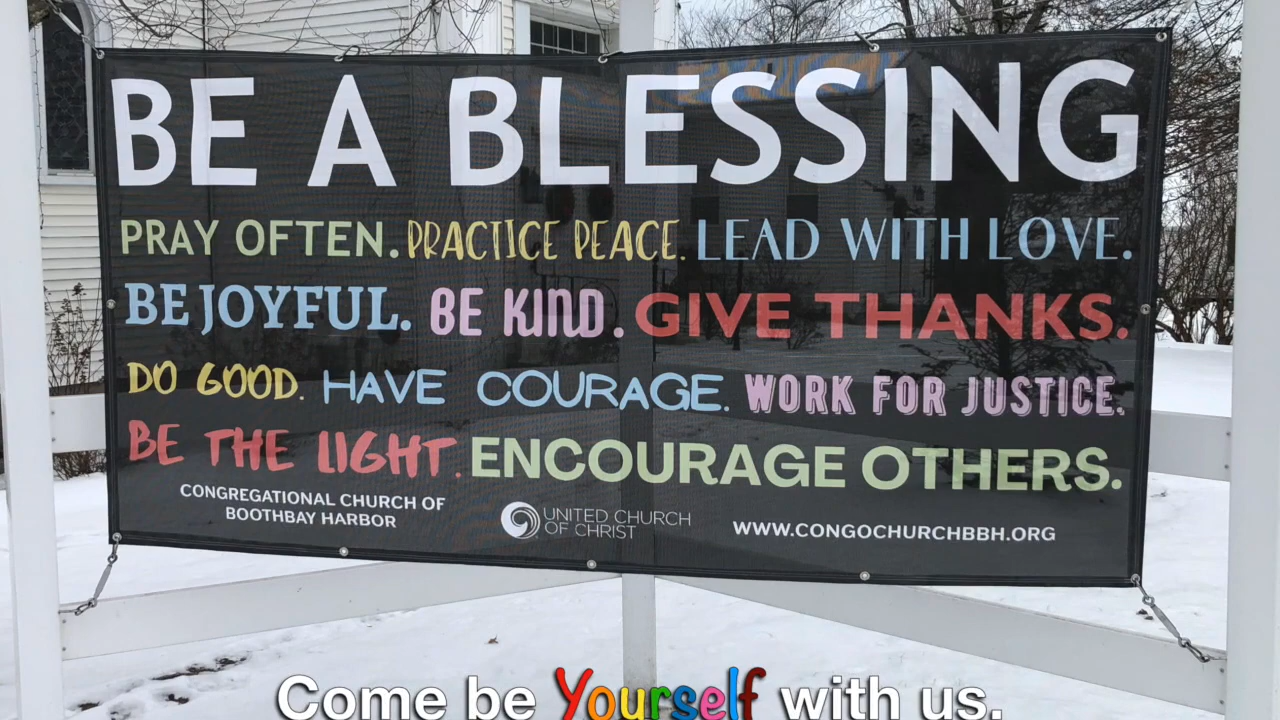 BE A BLESSING
PRAY OFTEN. PRACTICE PEACE. LEAD WITH LOVE.
BE JOYFUL. BE KIND. GIVE THANKS.
DO GOOD. HAVE COURAGE. WORK FOR JUSTICE.
BE THE LIGHT. ENCOURAGE OTHERS.
CONGREGATIONAL CHURCH OF
BOOTHBAY HARBOR
UNITED CHURCH
OF CHRIST
WWW.CONGOCHURCHBBH.ORG
Come be Yourself with us.